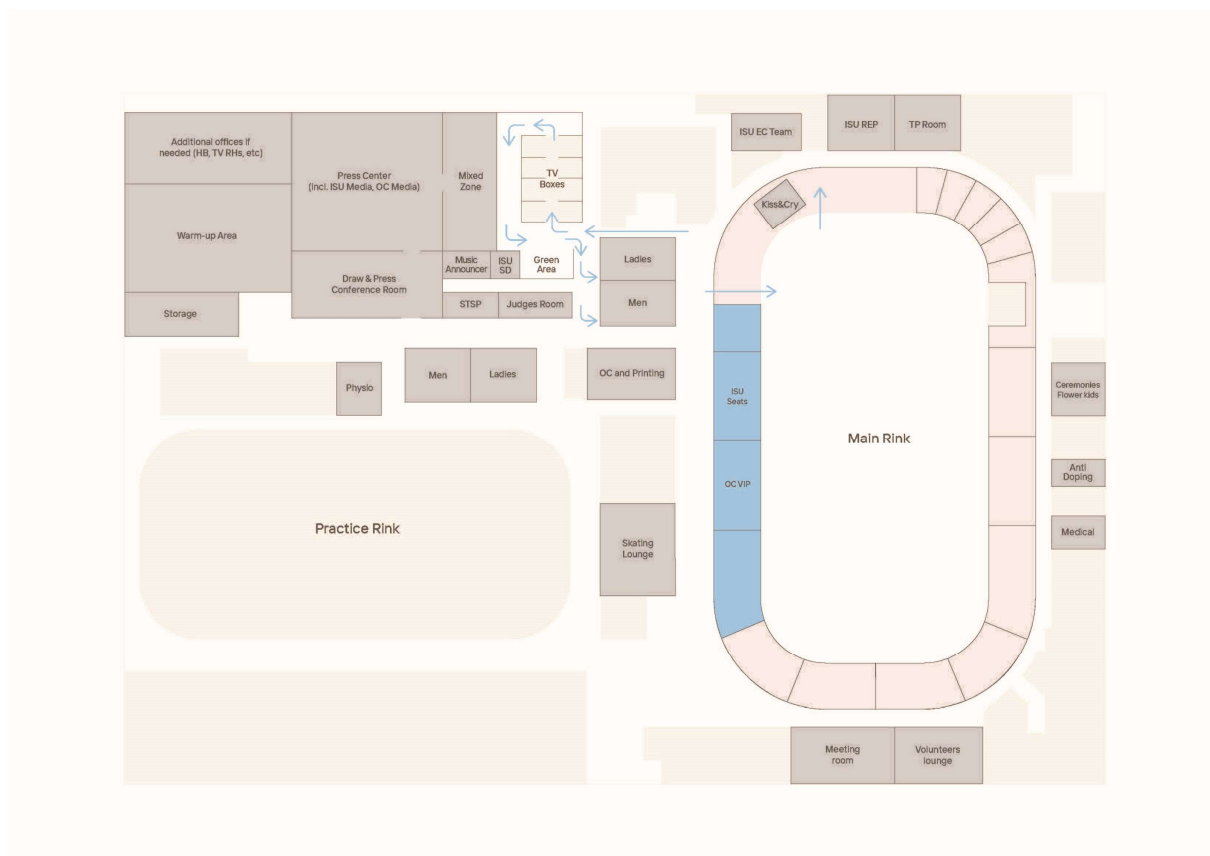 ISU EC Team
ISU REP
TP Room
Additional offices if
needed (HB, TV RHs, etc)
Press Center
(incl. ISU Media, OC Media)
Mixed
Zone
TV
Boxes
Kiss&Cry
Warm-up Area
Music
Announcer
ISU
SD
Green
Area
Ladies
Draw & Press
Conference Room
Men
Storage
STSP
Judges Room
Physio
Men
Ladies
OC and Printing
ISU
Seats
Ceremonies
Flower kids
Main Rink
Anti
Doping
OC VIP
Practice Rink
Skating
Lounge
Medical
Meeting
room
Volunteers
lounge